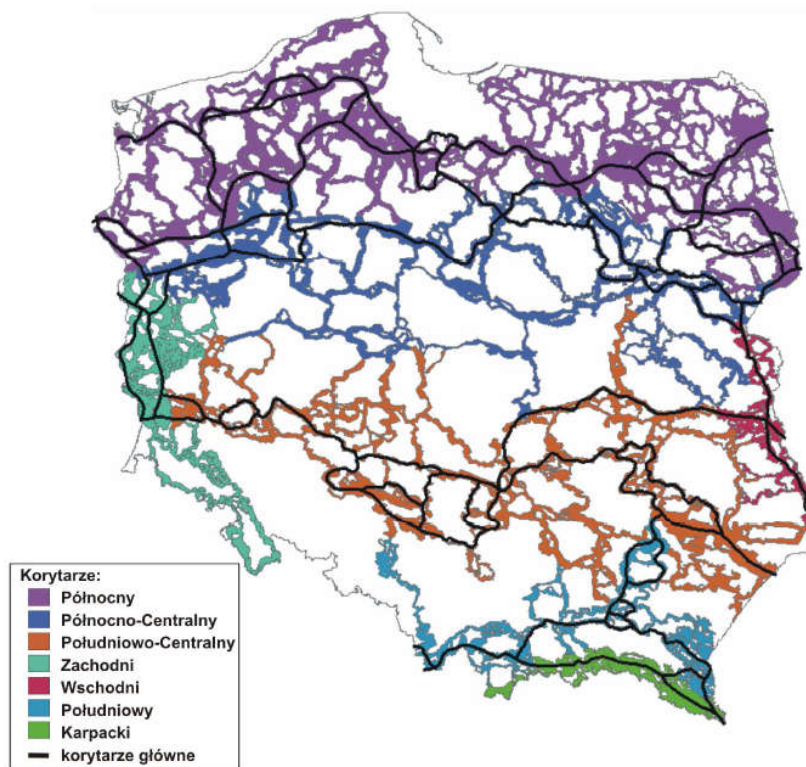 Korytarze:
Północny
Północno-Centralny
Południowo-Centralny
Zachodni
Wschodni
Południowy
Karpacki
korytarze główne